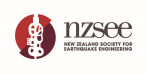 nzsee
NEW ZEALAND SOCIETY FOR
EARTHQUAKE ENGINEERING